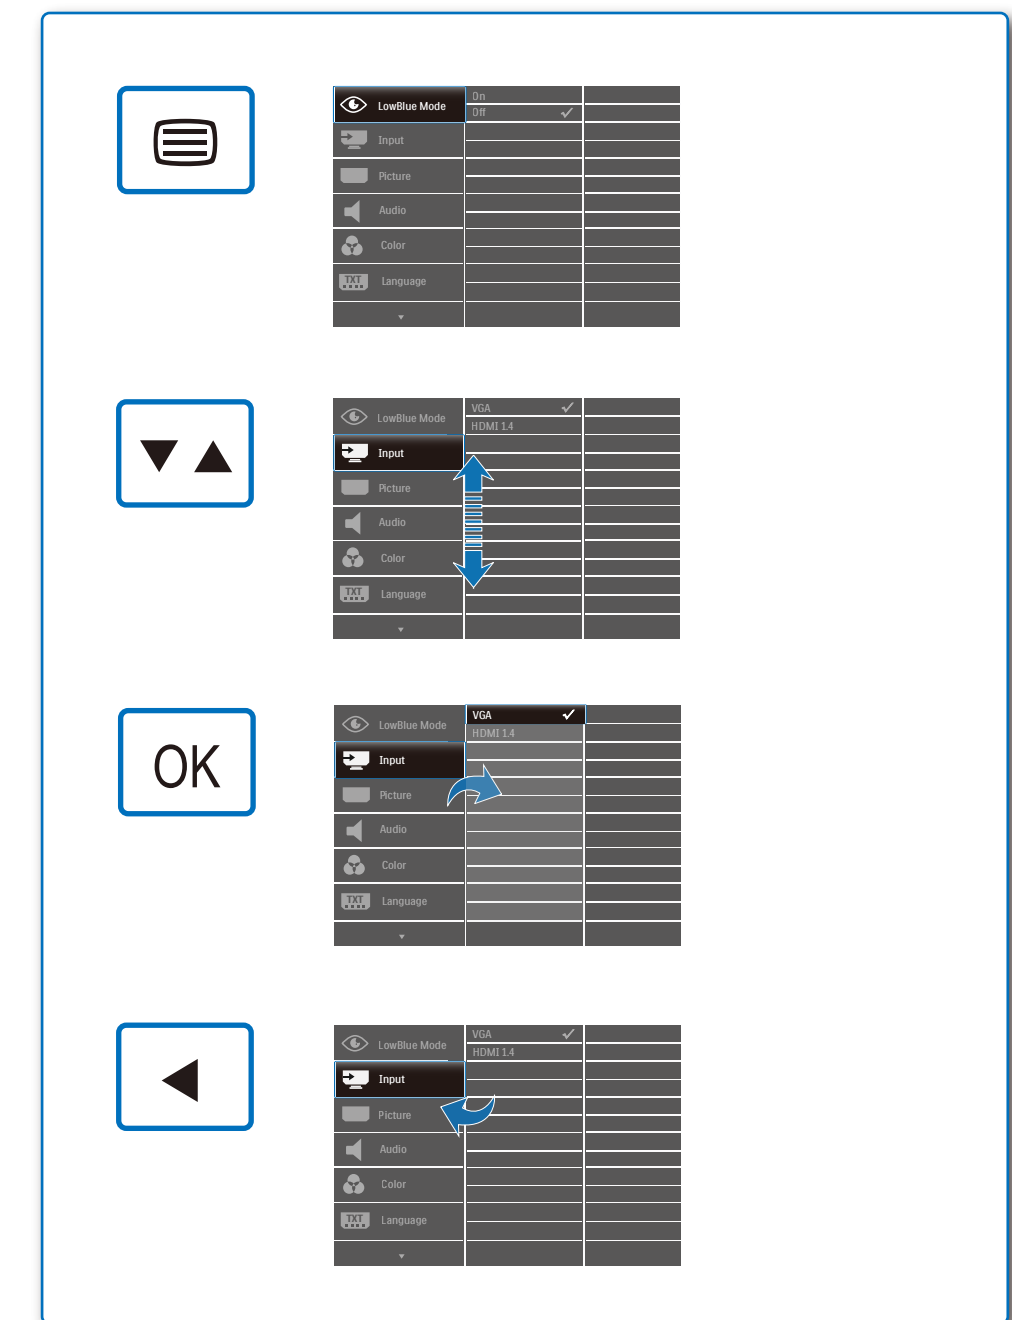 On
LowBlue Mode
Off
Input
Picture
Audio
Color
TXT
Language
VGA
LowBlue Mode
HDMI 1.4
Input
Picture
Audio
Color
TXT
Language
OK
VGA
LowBlue Mode
HDMI 1.4
Input
Picture
Audio
Color
TXT
Language
VGA
LowBlue Mode
HDMI 1.4
Input
Picture
Audio
Color
TXT
Language